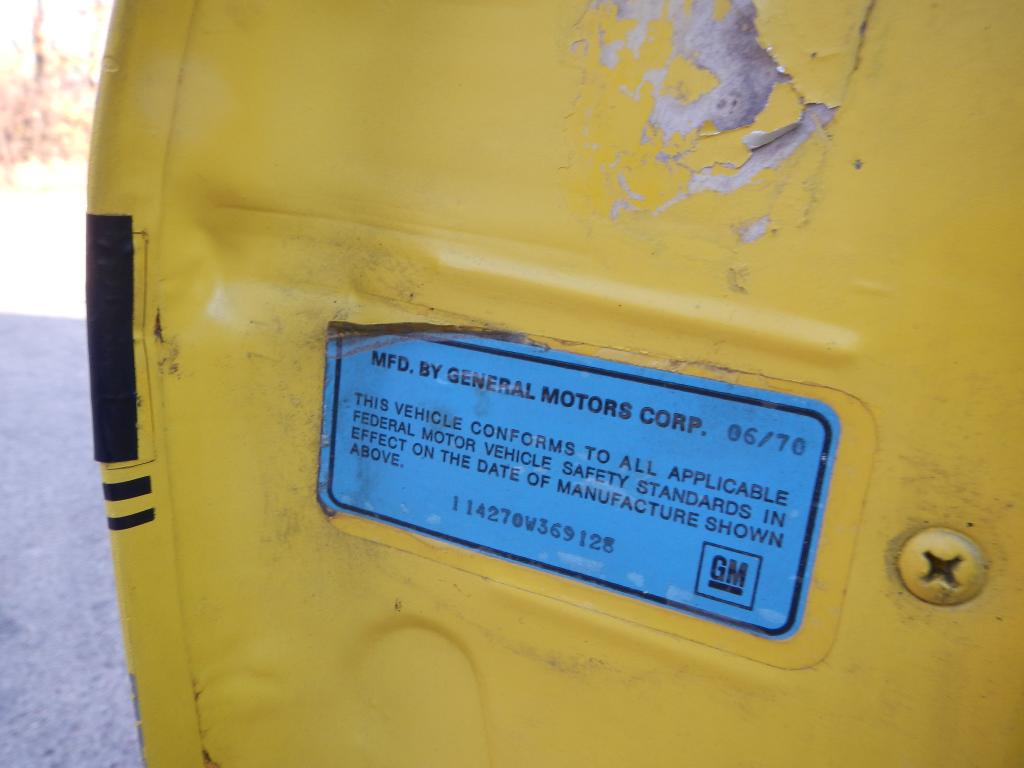 MFD. BY GENERAL MOTORS CORP. 06/70
THIS VEHICLE CONFORMS TO ALL APPLICABLE
FEDERAL MOTOR VEHICLE SAFETY STANDARDS IN
EFFECT ON THE DATE OF MANUFACTURE SHOWN
ABOVE.
114270W369128
GM